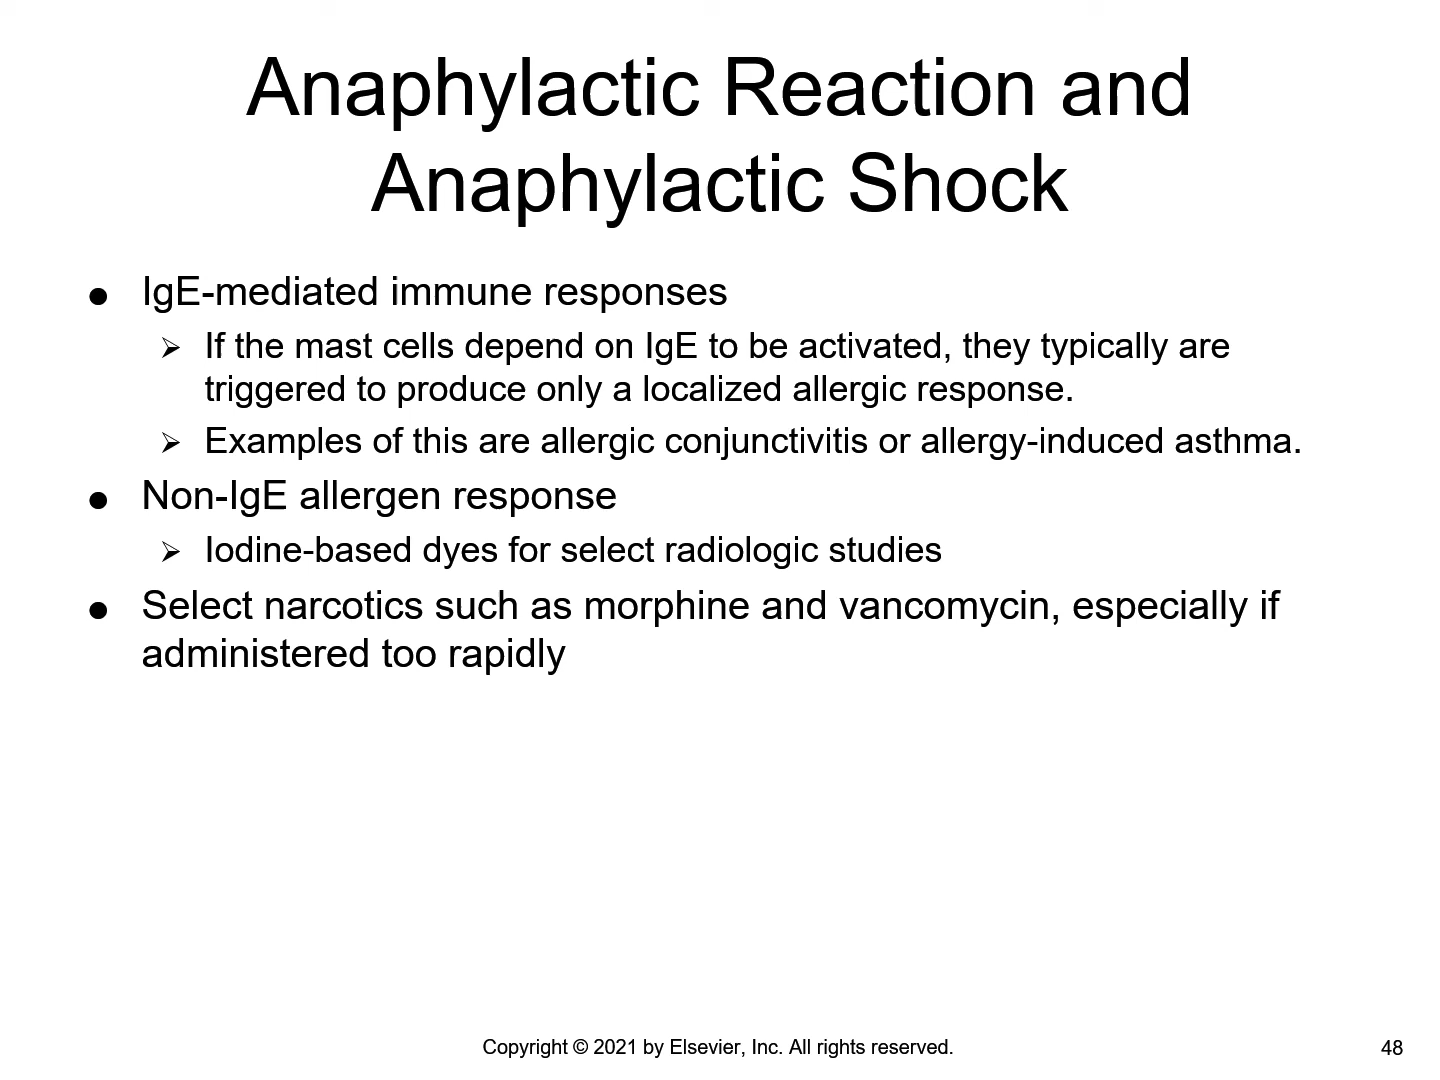 Anaphylactic Reaction and
Anaphylactic Shock
● IgE-mediated immune responses
➢ If the mast cells depend on IgE to be activated, they typically are
triggered to produce only a localized allergic response.
➢ Examples of this are allergic conjunctivitis or allergy-induced asthma.
● Non-IgE allergen response
➢ Iodine-based dyes for select radiologic studies
● Select narcotics such as morphine and vancomycin, especially if
administered too rapidly
Copyright © 2021 by Elsevier, Inc. All rights reserved.
48